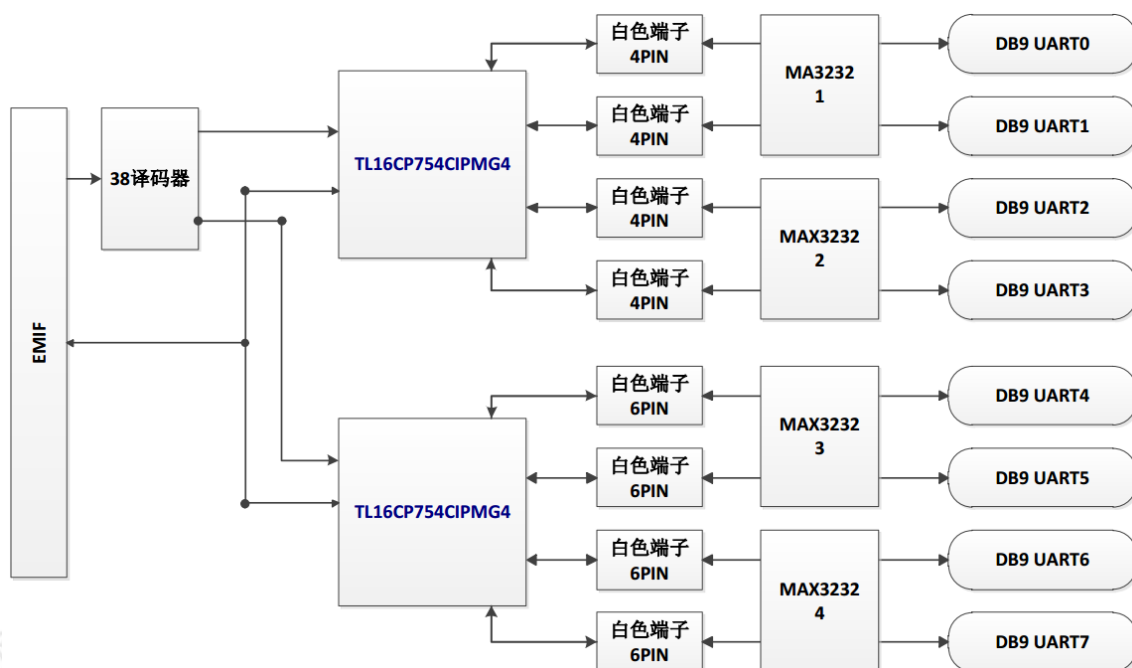 EMIF
38译码器
TL16CP754CIPMG4
TL16CP754CIPMG4
白色端子
4PIN
白色端子
4PIN
白色端子
4PIN
白色端子
4PIN
白色端子
6PIN
白色端子
6PIN
白色端子
6PIN
白色端子
6PIN
MA3232
1
MAX3232
2
MAX3232
3
MAX3232
4
DB9 UART0
DB9 UART1
DB9 UART2
DB9 UART3
DB9 UART4
DB9 UART5
DB9 UART6
DB9 UART7